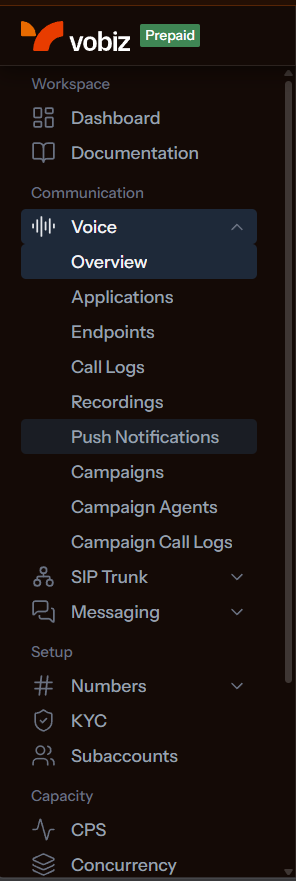 vobiz Prepaid
Workspace
Dashboard
Documentation
Communication
Voice
Overview
Applications
Endpoints
Call Logs
Recordings
Push Notifications
Campaigns
Campaign Agents
Campaign Call Logs
SIP Trunk
Messaging
Setup
Numbers
KYC
Subaccounts
Capacity
CPS
Concurrency